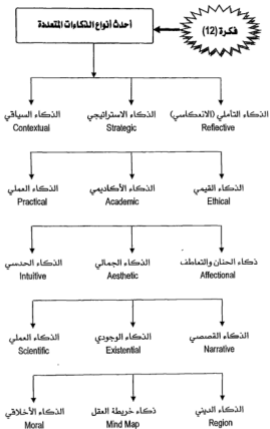 أحدث أنواع الذكاءات المتعددة
فكرة (12)
الذكاء التأملي (الانعكاسي)
Reflective
الذكاء الاستراتيجي
Strategic
الذكاء السياقي
Contextual
الذكاء القيمي
Ethical
الذكاء الأكاديمي
Academic
الذكاء العملي
Practical
ذكاء الحنان والتعاطف
Affectional
الذكاء الجمالي
Aesthetic
الذكاء الحدسي
Intuitive
الذكاء القصصي
Narrative
الذكاء الوجودي
Existential
الذكاء العملي
Scientific
الذكاء الديني
Region
ذكاء خريطة العقل
Mind Map
الذكاء الأخلاقي
Moral